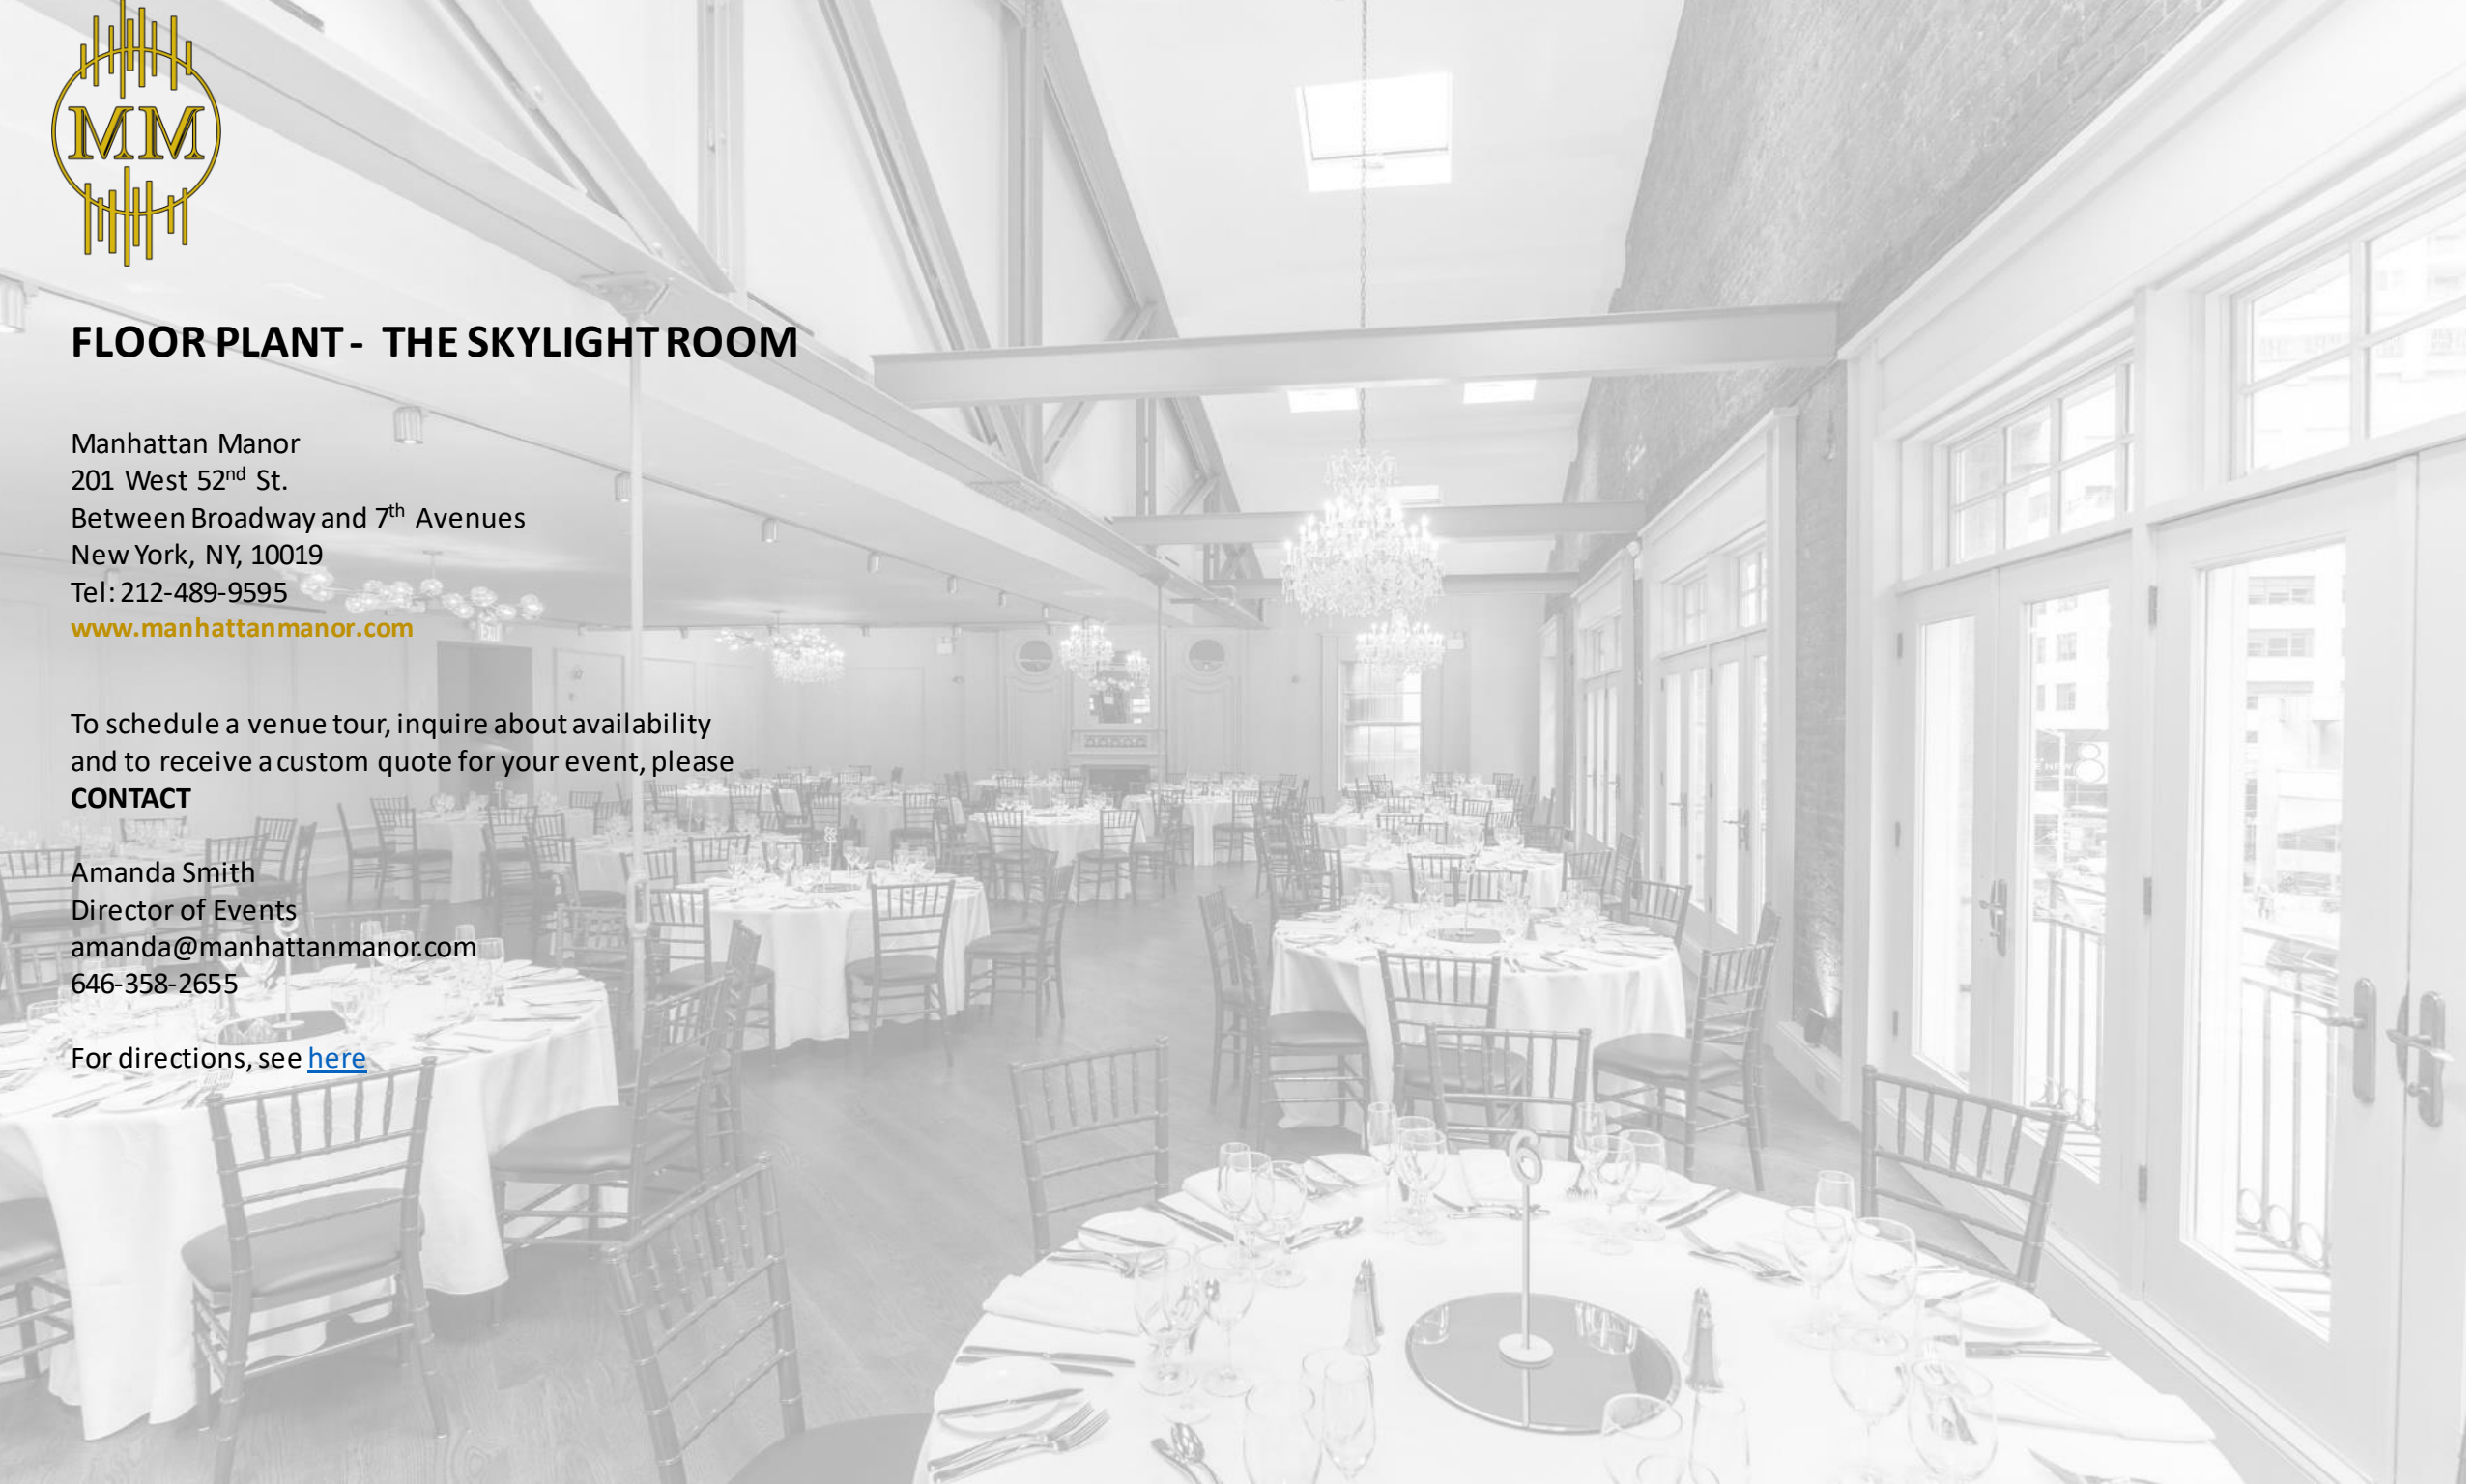 MM
FLOOR PLANT - THE SKYLIGHT ROOM
Manhattan Manor
201 West 52nd St.
Between Broadway and 7th Avenues
New York, NY, 10019
Tel: 212-489-9595
www.manhattanmanor.com
To schedule a venue tour, inquire about availability
and to receive a custom quote for your event, please
CONTACT
Amanda Smith
Director of Events
amanda@manhattanmanor.com
646-358-2655
For directions, see here
EXIT
8
6